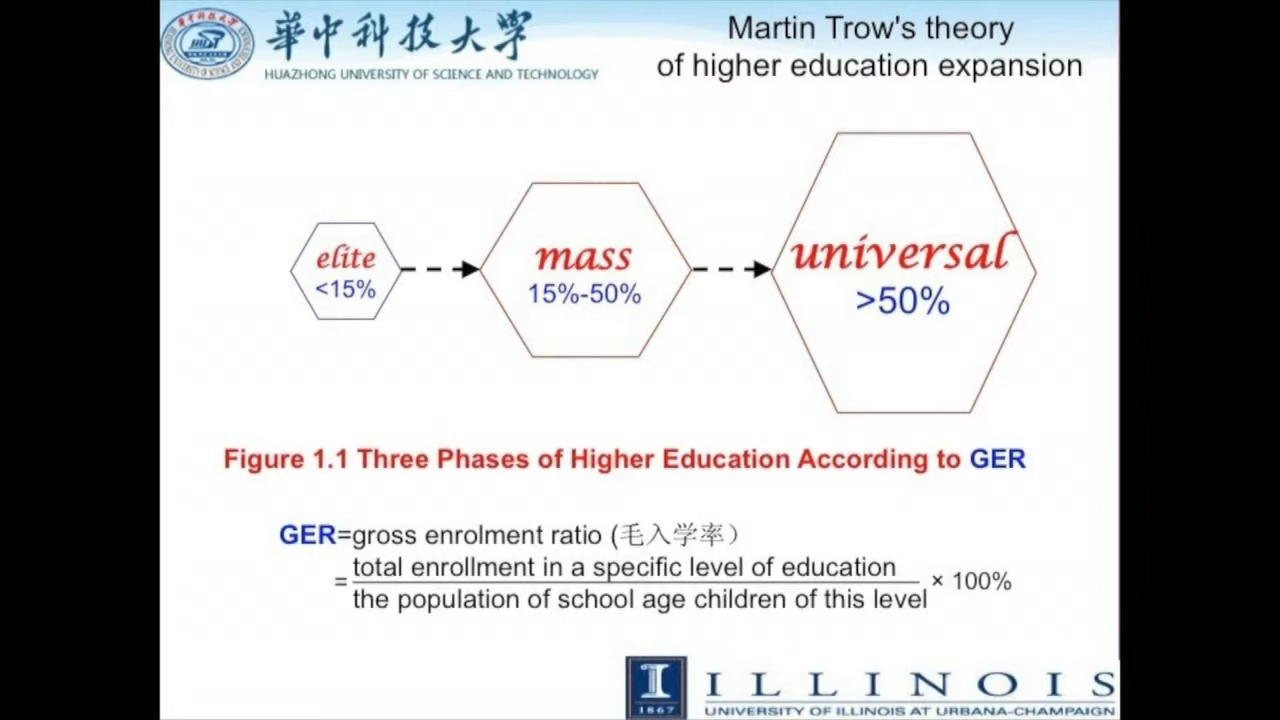 華中科技大学
HUAZHONG UNIVERSITY OF SCIENCE AND TECHNOLOGY
Martin Trow's theory
of higher education expansion
elite
<15%
mass
15%-50%
universal
>50%
Figure 1.1 Three Phases of Higher Education According to GER
GER=gross enrolment ratio (毛入学率）
= total enrollment in a specific level of education
the population of school age children of this level
× 100%
I
1867
ILLINOIS
UNIVERSITY OF ILLINOIS AT URBANA-CHAMPAIGN